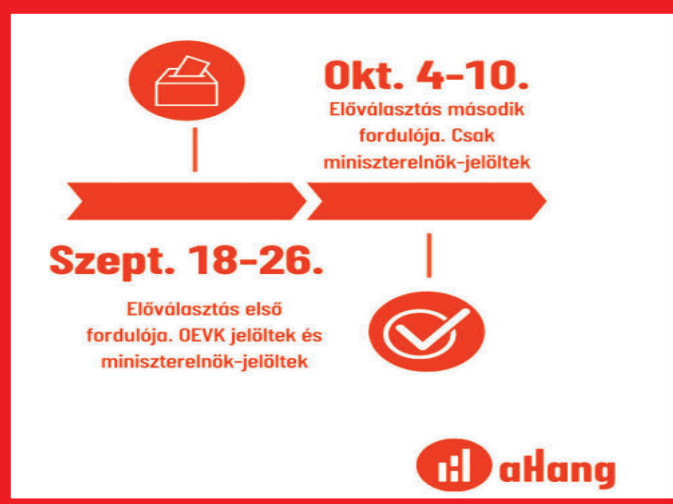 Okt. 4-10.
Előválasztás második
fordulója. Csak
miniszterelnök-jelöltek
Szept. 18-26.
Előválasztás első
fordulója. OEVK jelöltek és
miniszterelnök-jelöltek
aHang